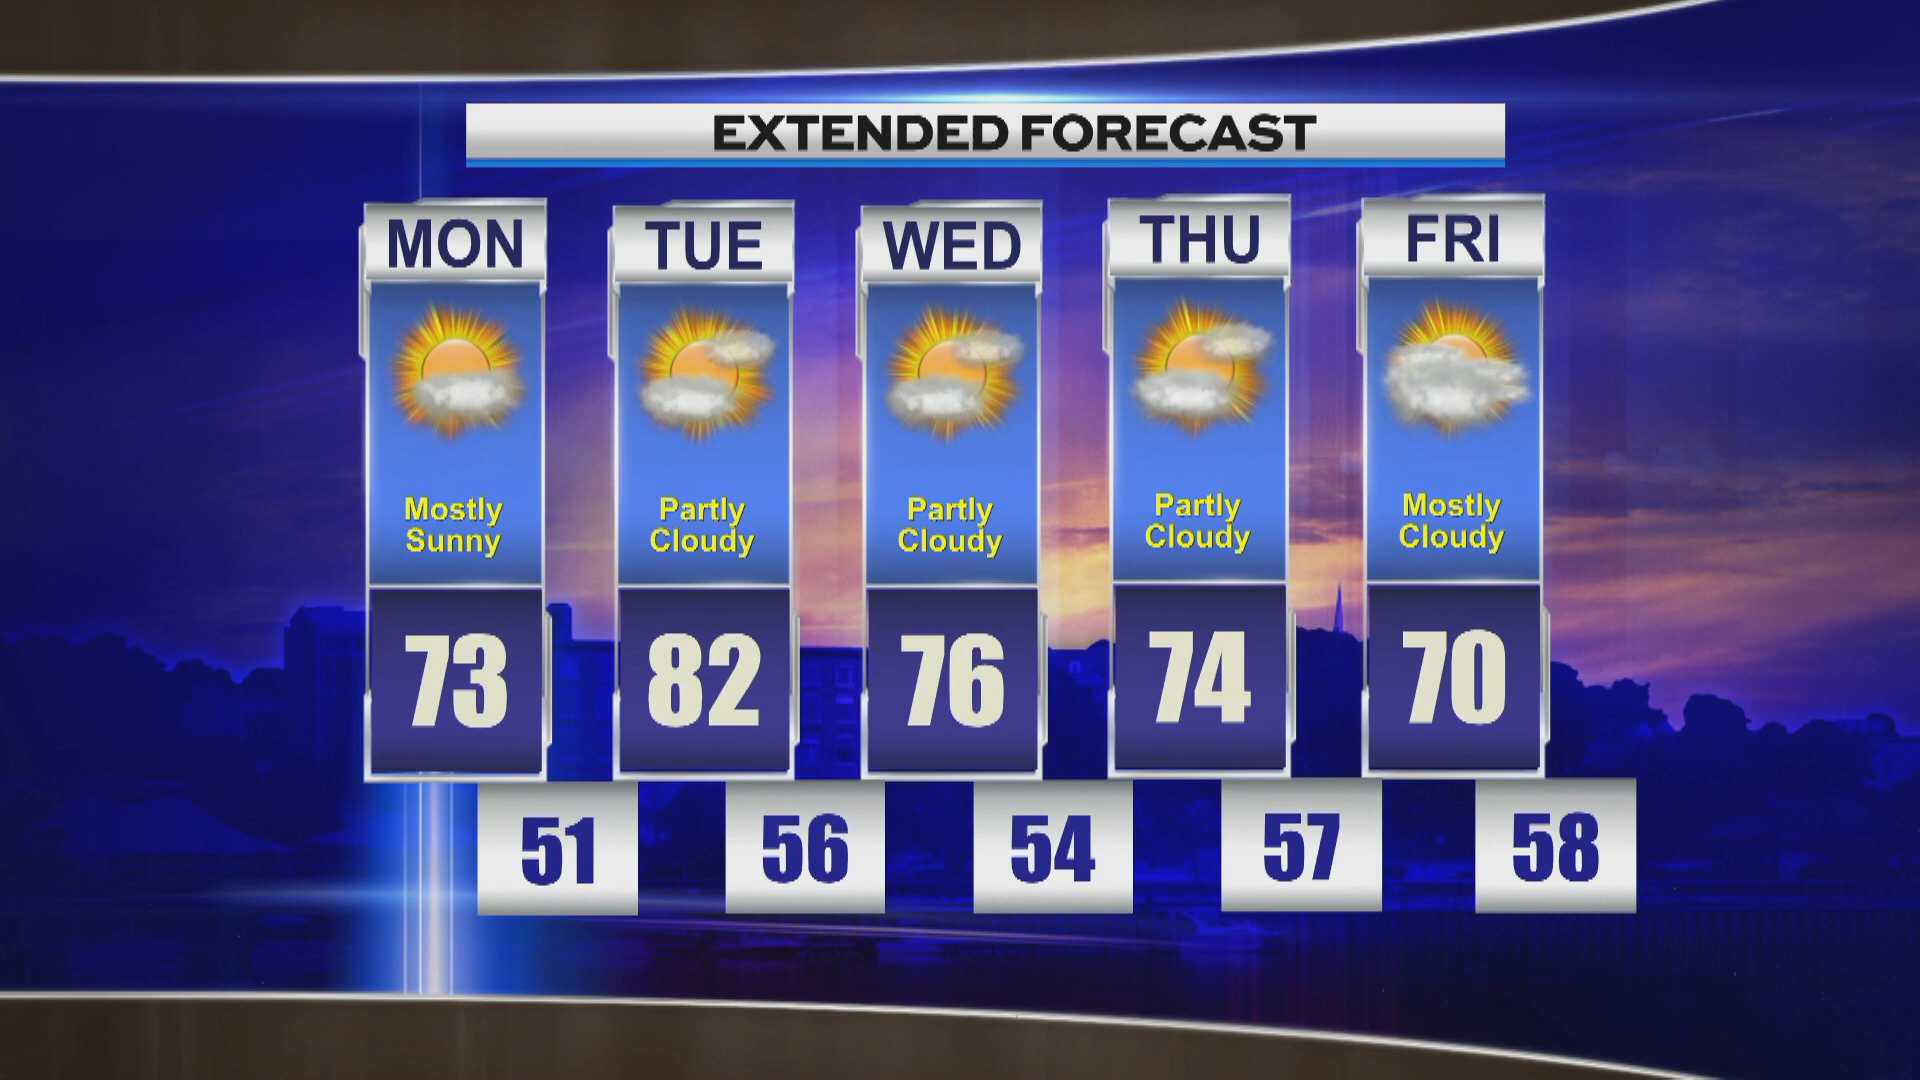 EXTENDED FORECAST
MON TUE WED THU FRI
Mostly
Sunny
Partly
Cloudy
Partly
Cloudy
Partly
Cloudy
Mostly
Cloudy
73 82 76 74 70
51 56 54 57 58